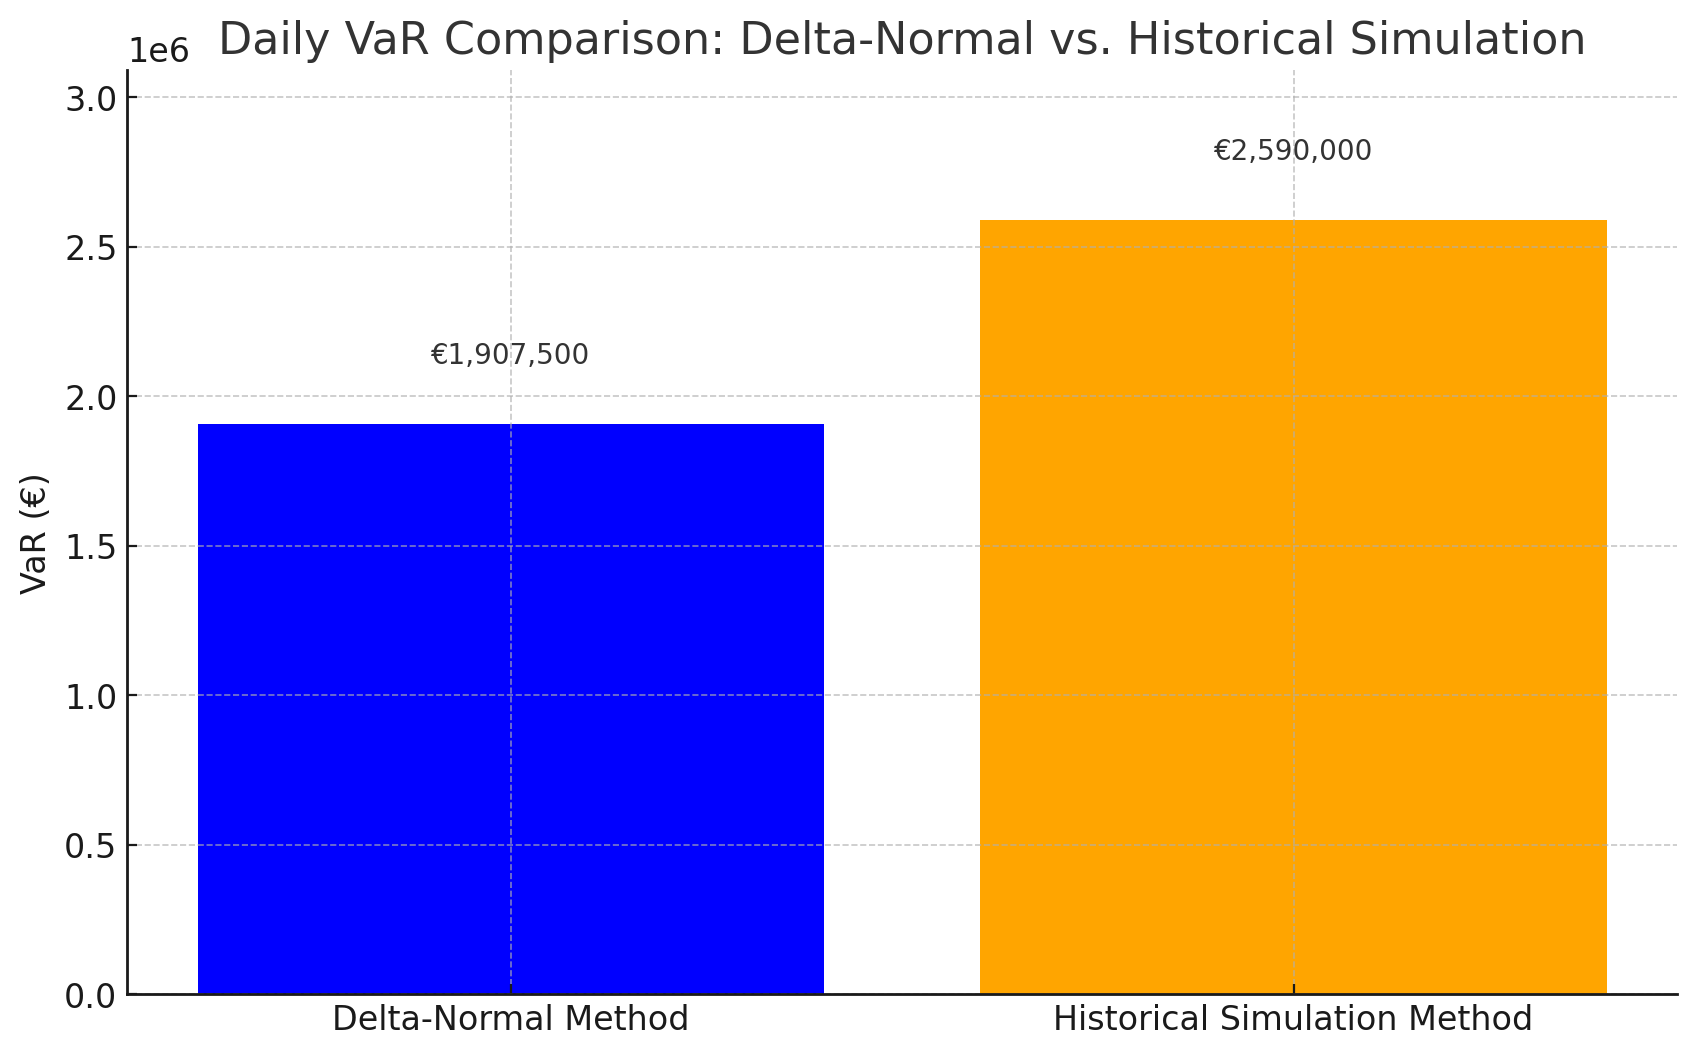 Daily VaR Comparison: Delta-Normal vs. Historical Simulation
1e6
3.0
2.5
2.0
1.5
1.0
0.5
0.0
VaR (€)
€1,907,500
€2,590,000
Delta-Normal Method
Historical Simulation Method